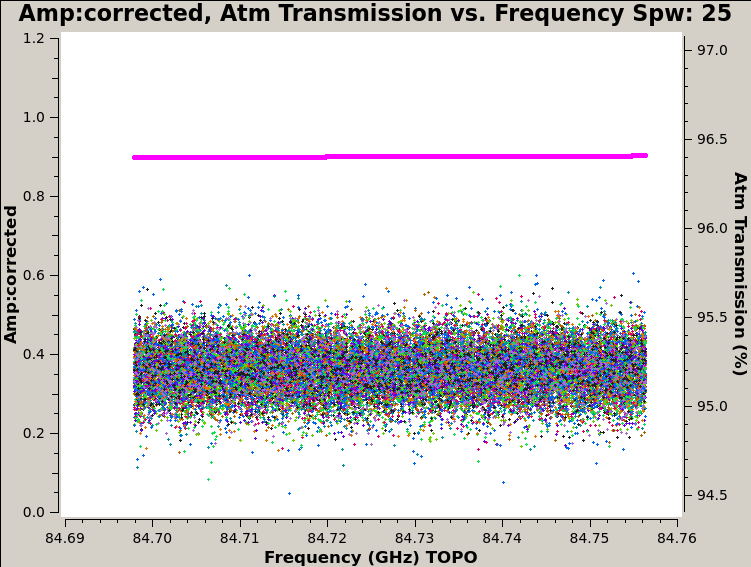 Amp:corrected, Atm Transmission vs. Frequency Spw: 25
1.2
1.0
0.8
0.6
0.4
0.2
0.0
Amp:corrected
97.0
96.5
96.0
95.5
95.0
94.5
Atm Transmission (%)
84.69 84.70 84.71 84.72 84.73 84.74 84.75 84.76
Frequency (GHz) TOPO